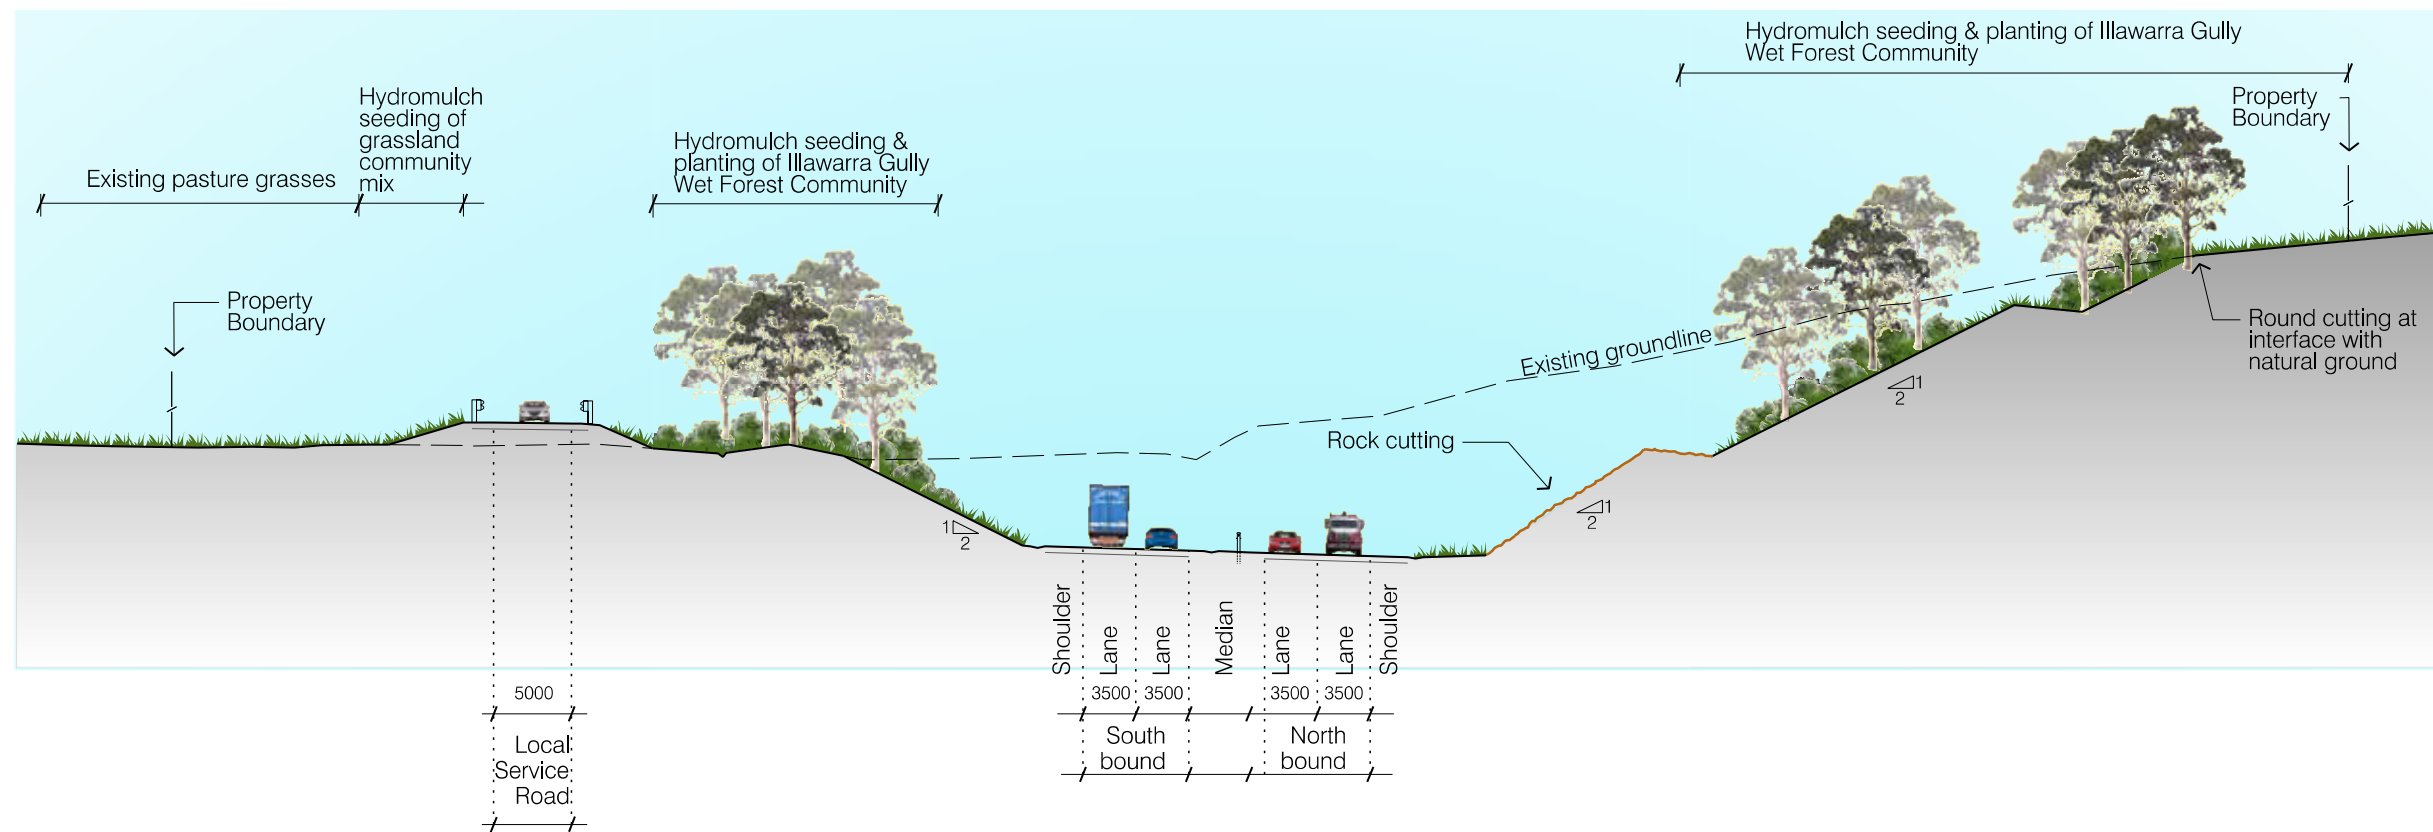 Hydromulch seeding & planting of Illawarra Gully
Wet Forest Community
Hydromulch
seeding of
grassland
community
mix
Property
Boundary
Hydromulch seeding &
planting of Illawarra Gully
Wet Forest Community
Existing pasture grasses
Property
Boundary
Round cutting at
interface with
natural ground
Existing groundline
1
2
Rock cutting
1
2
1
2
Shoulder
Lane
Lane
Median
Lane
Lane
Shoulder
5000
3500
3500
3500
3500
Local
Service
Road
South
bound
North
bound